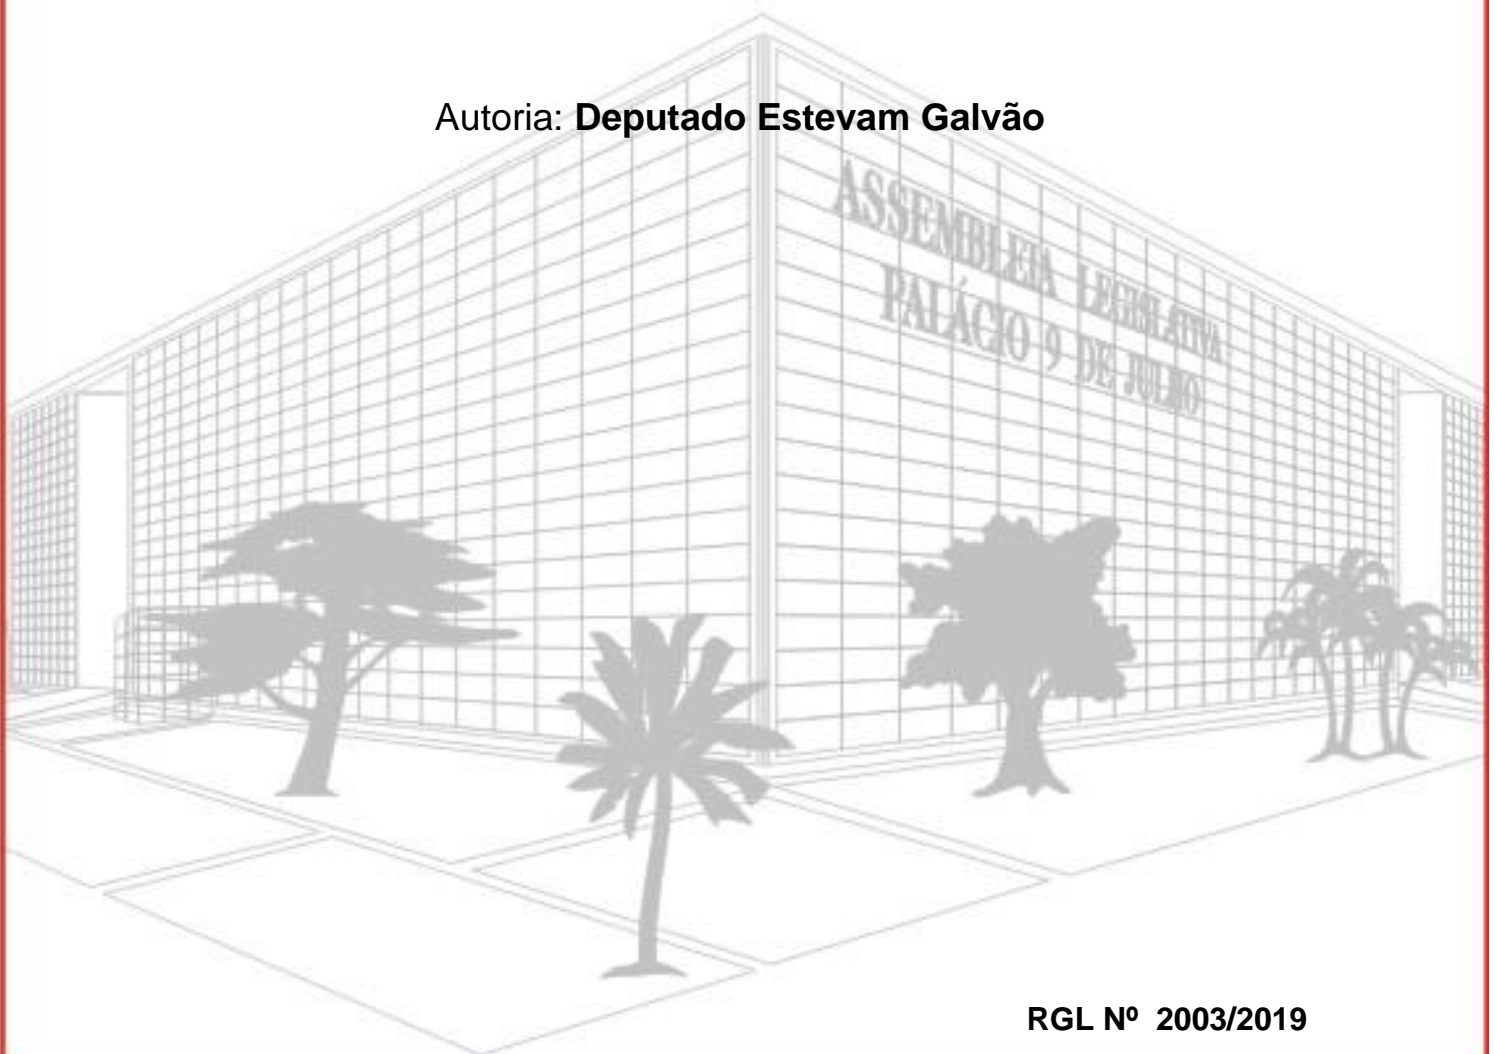 Autoria: Deputado Estevam Galvão
ASSEMBLEIA LEGISLATIVA
PALÁCIO 9 DE JULHO
RGL Nº 2003/2019